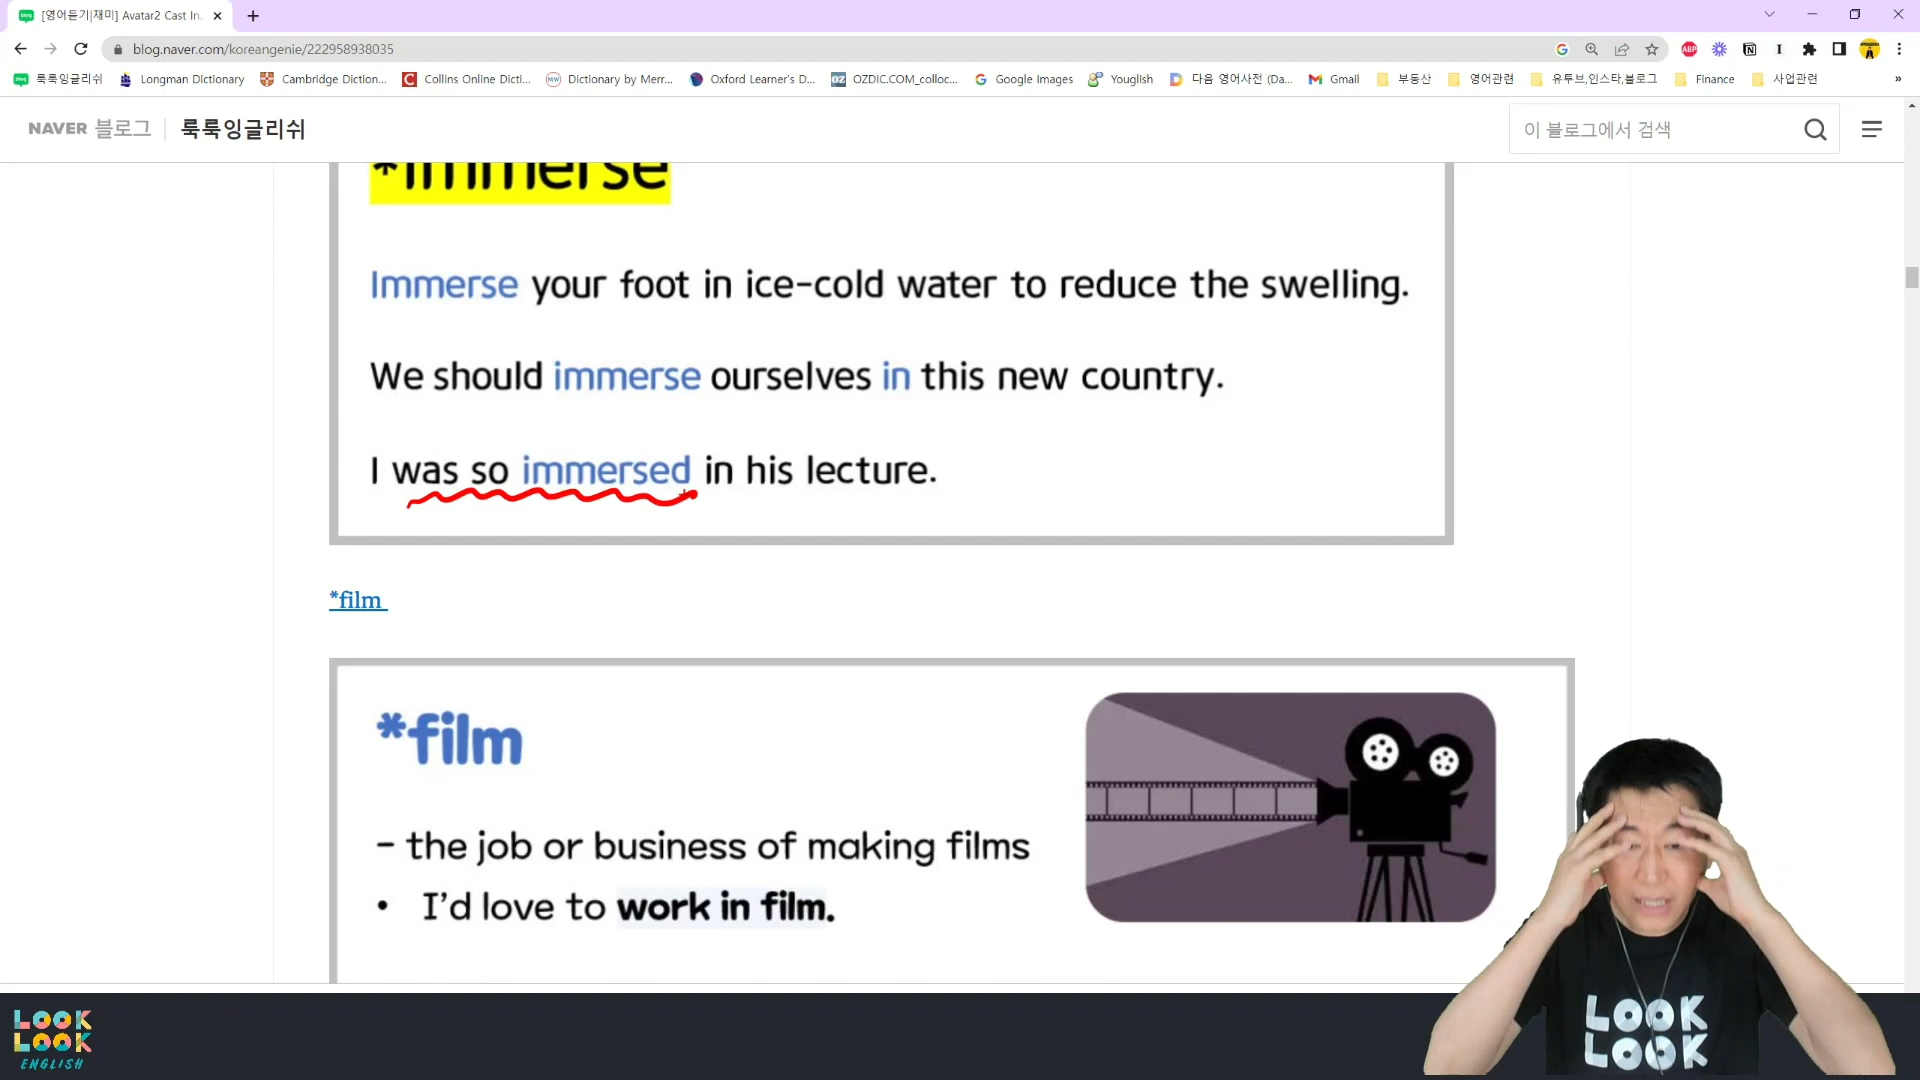 [영어듣기|재미] Avatar2 Cast In
blog.naver.com/koreangenie/222958938035
룩룩잉글리쉬 Longman Dictionary Cambridge Diction... Collins Online Dicti... Dictionary by Merr... Oxford Learner's D... OZDIC.COM_colloc... Google Images Youglish 다음 영어사전 (Da... Gmail 부동산 영어관련 유투브,인스타,블로그 Finance 사업관련 »
NAVER 블로그 룩룩잉글리쉬 이 블로그에서 검색
*immerse
Immerse your foot in ice-cold water to reduce the swelling.
We should immerse ourselves in this new country.
I was so immersed in his lecture.
*film
*film
- the job or business of making films
• I'd love to work in film.
LOOK
LOOK
ENGLISH
LOOK
LOOK